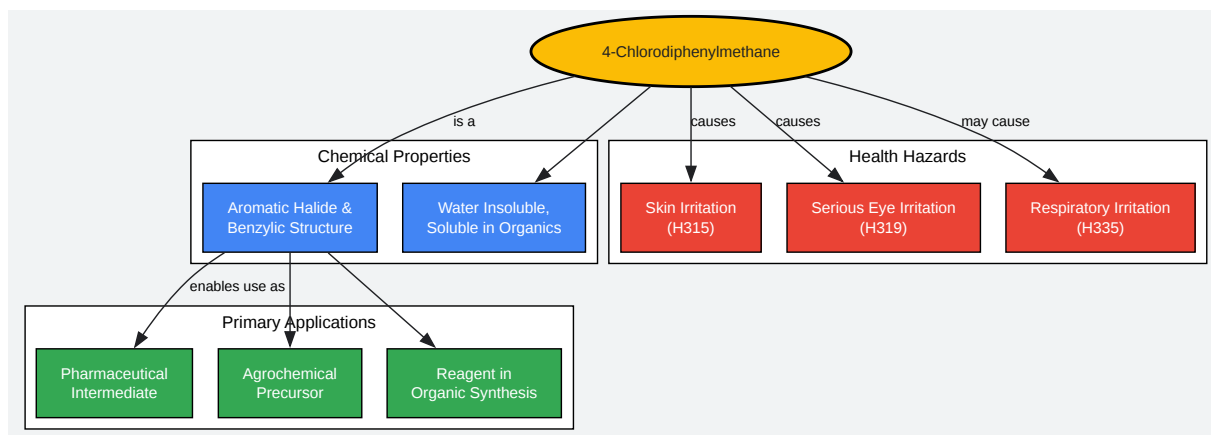 4-Chlorodiphenylmethane
is a
causes
causes
may cause
Chemical Properties
Health Hazards
Aromatic Halide &
Benzylic Structure
Water Insoluble,
Soluble in Organics
Skin Irritation
(H315)
Serious Eye Irritation
(H319)
Respiratory Irritation
(H335)
enables use as
Primary Applications
Pharmaceutical
Intermediate
Agrochemical
Precursor
Reagent in
Organic Synthesis